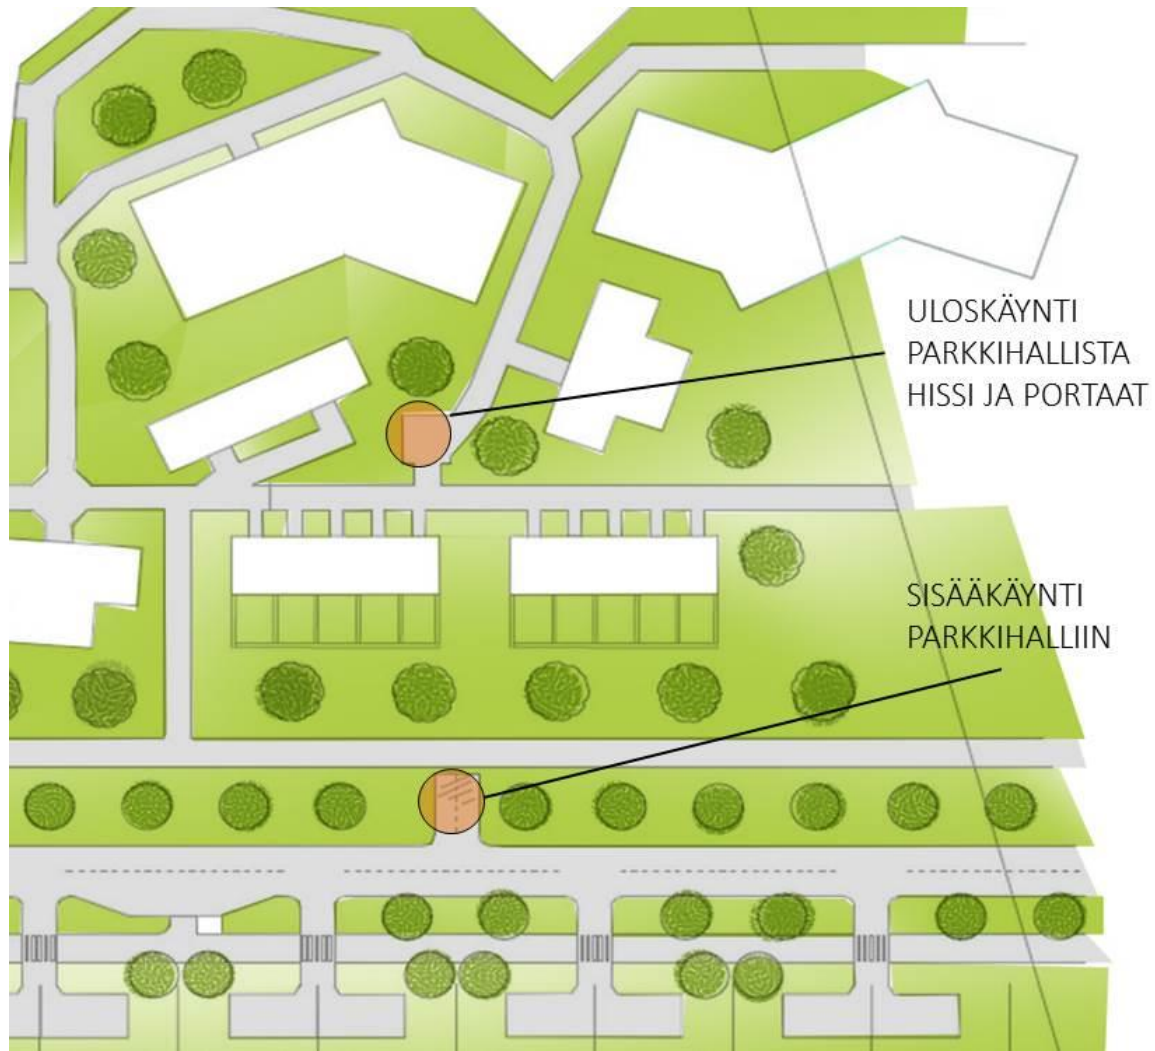 ULOSKÄYNTI
PARKKIHALLISTA
HISSI JA PORTAAT
SISÄÄKÄYNTI
PARKKIHALLIIN